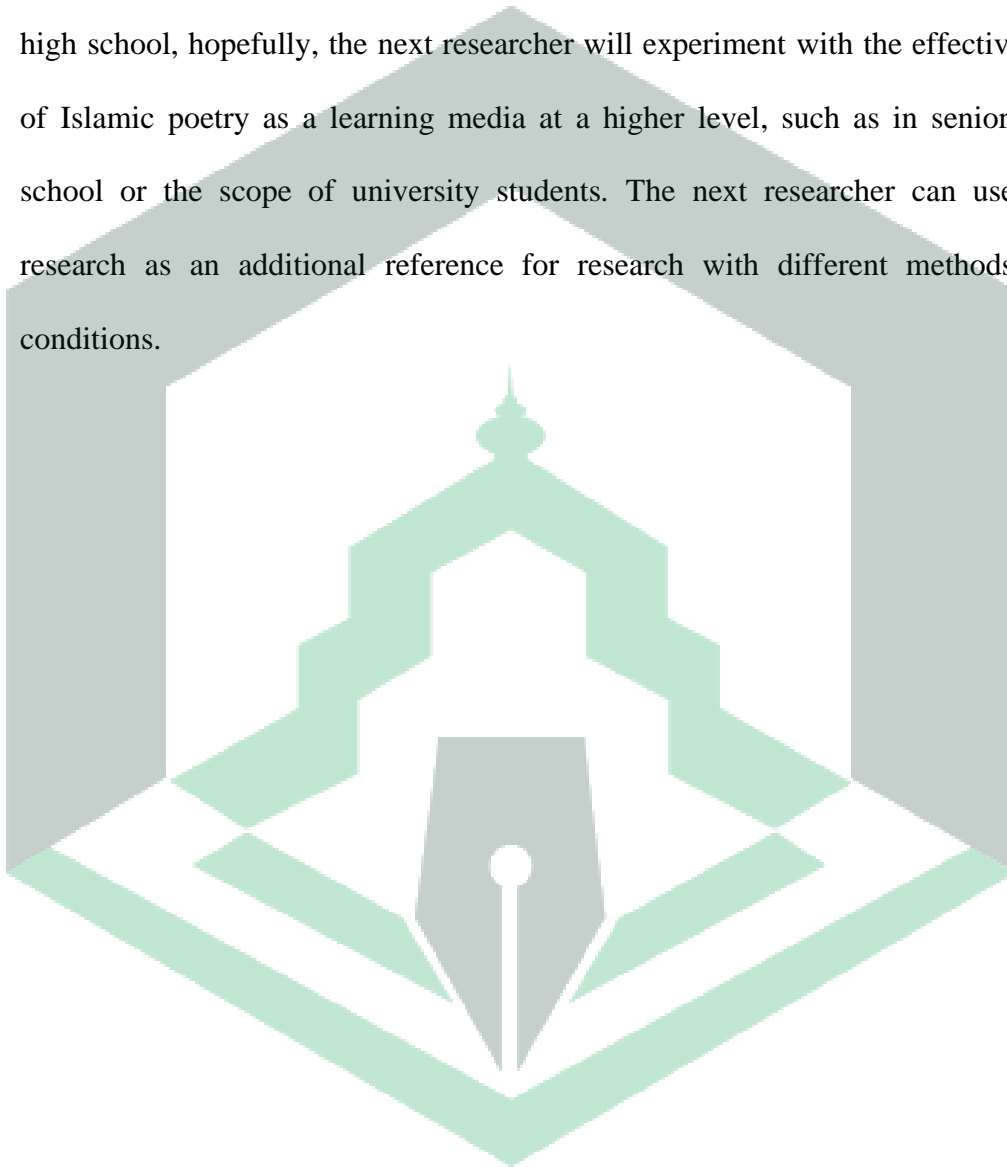 high school, hopefully, the next researcher will experiment with the effectiv
of Islamic poetry as a learning media at a higher level, such as in senior
school or the scope of university students. The next researcher can use
research as an additional reference for research with different methods
conditions.